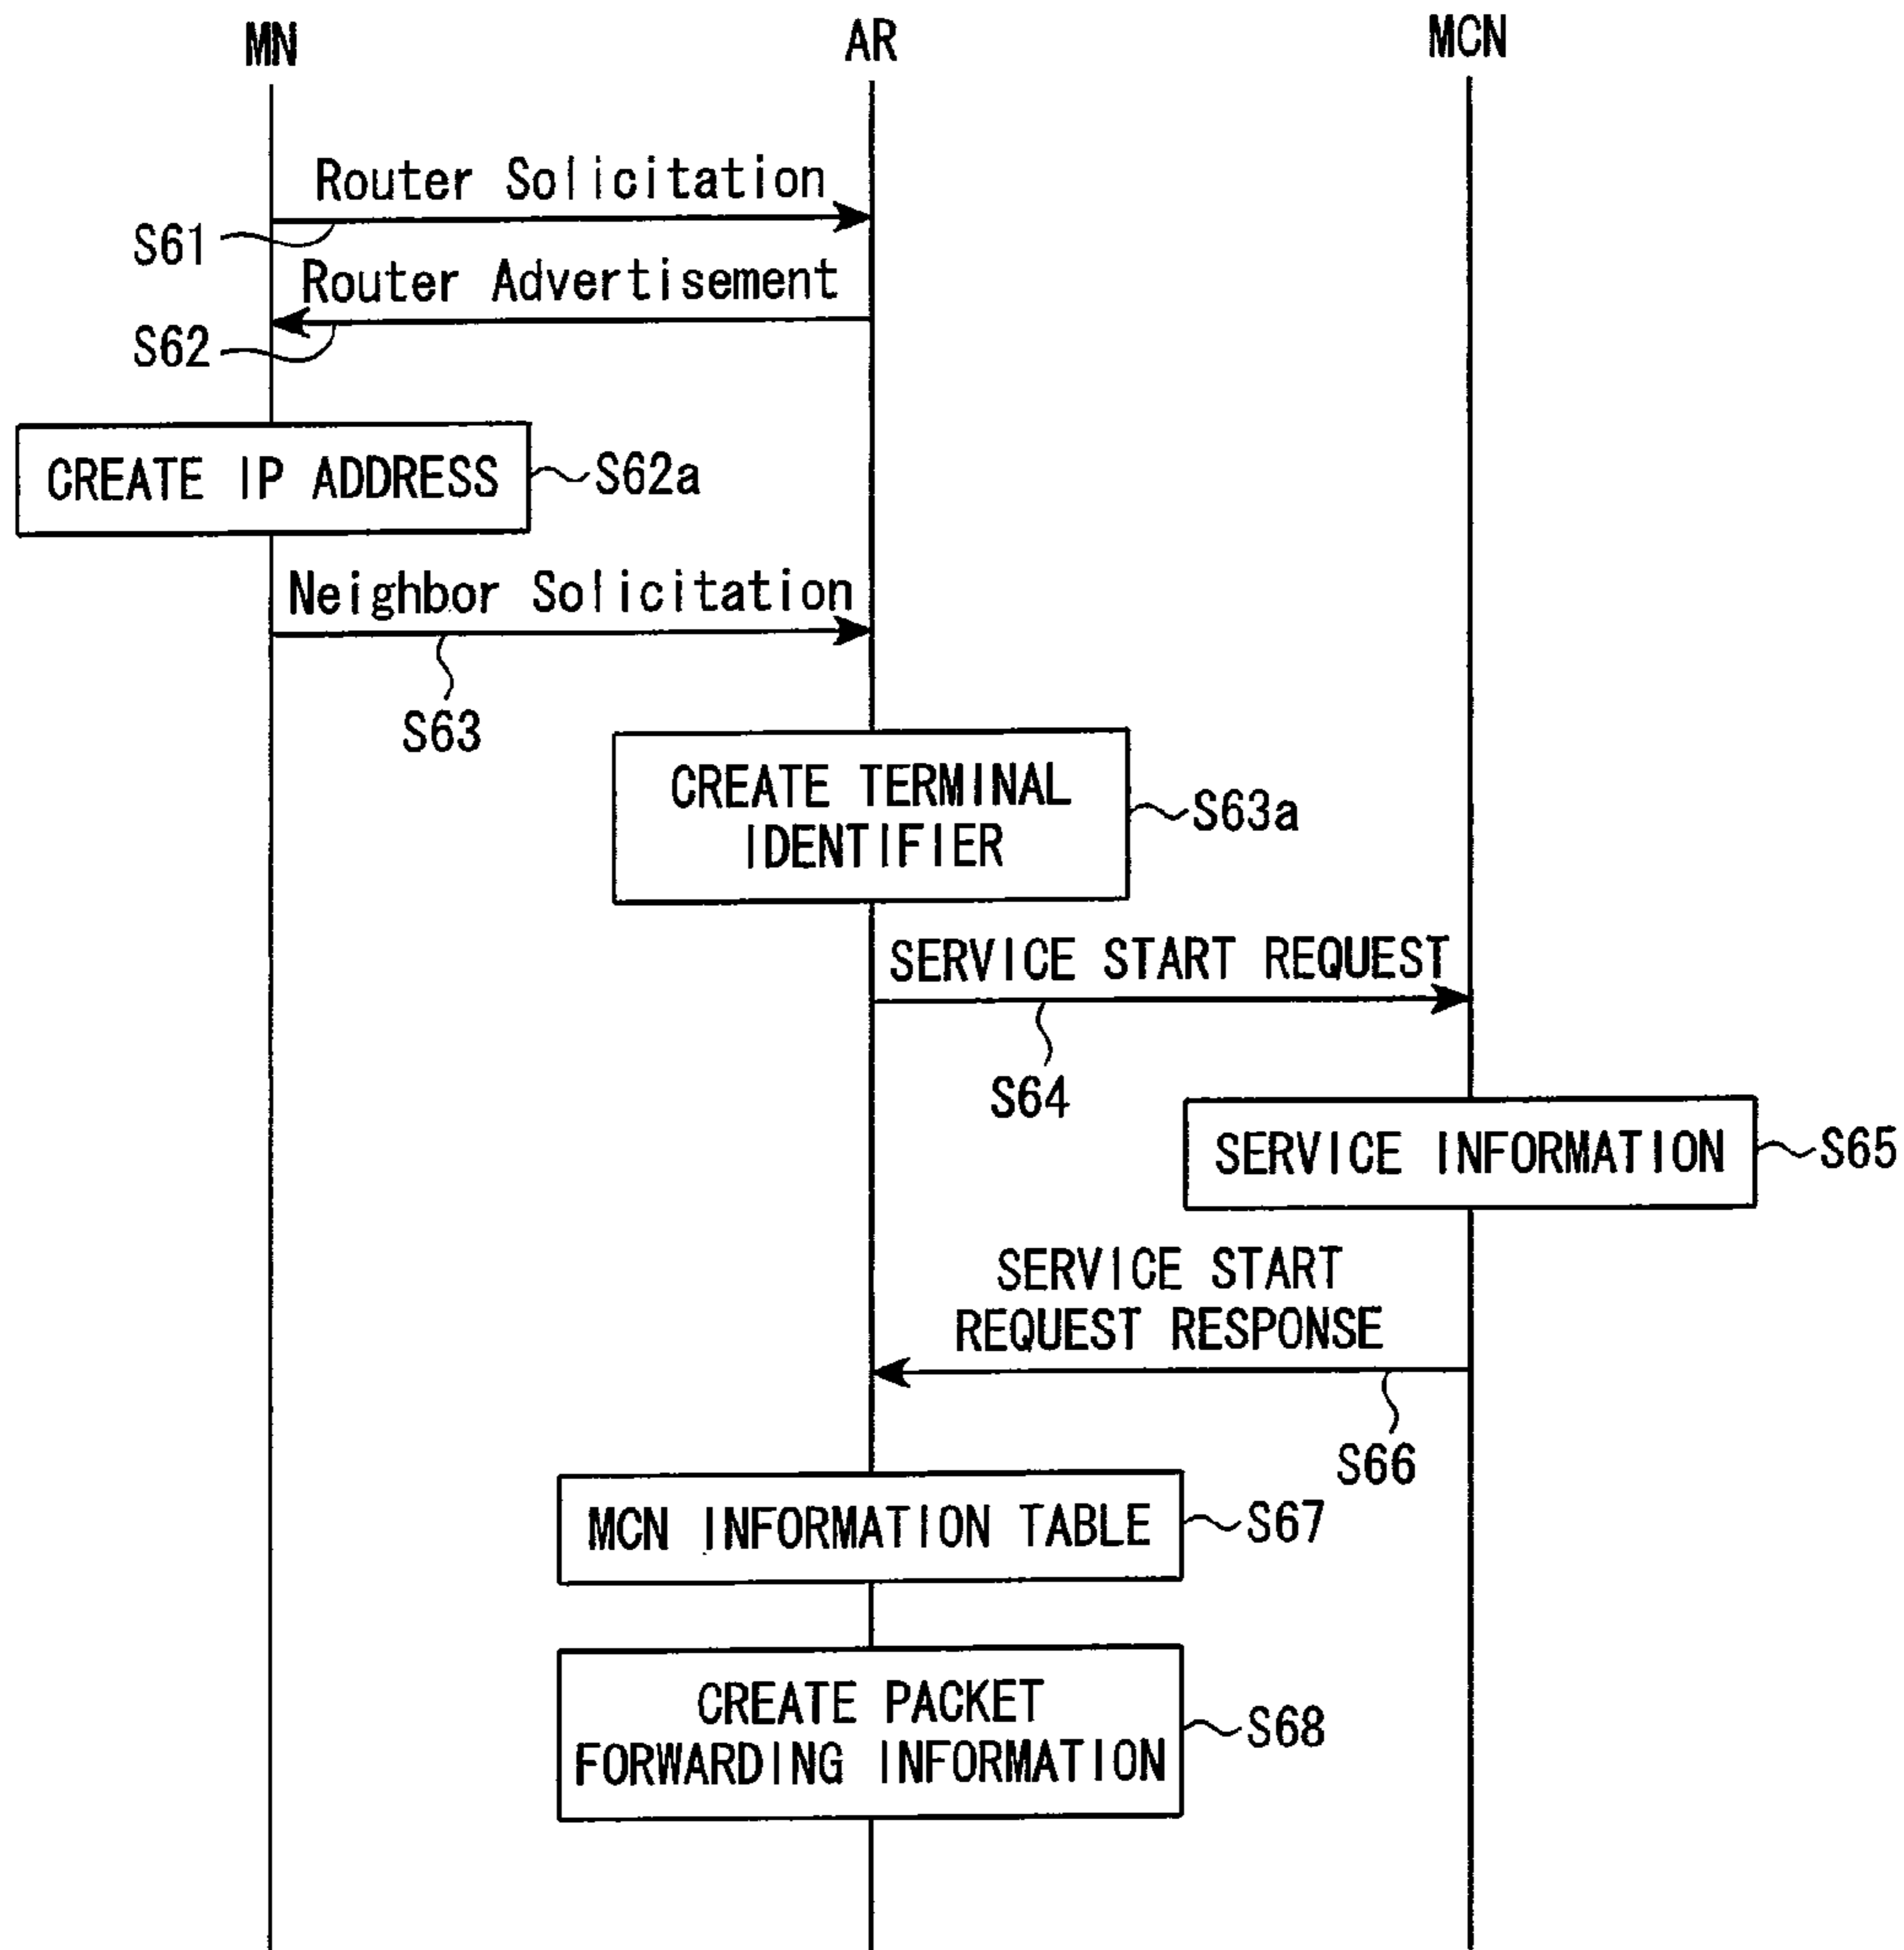 MN
AR
MCN
Router Solicitation
S61
Router Advertisement
S62
CREATE IP ADDRESS
S62a
Neighbor Solicitation
S63
CREATE TERMINAL
IDENTIFIER
S63a
SERVICE START REQUEST
S64
SERVICE INFORMATION
S65
SERVICE START
REQUEST RESPONSE
S66
MCN INFORMATION TABLE
S67
CREATE PACKET
FORWARDING INFORMATION
S68